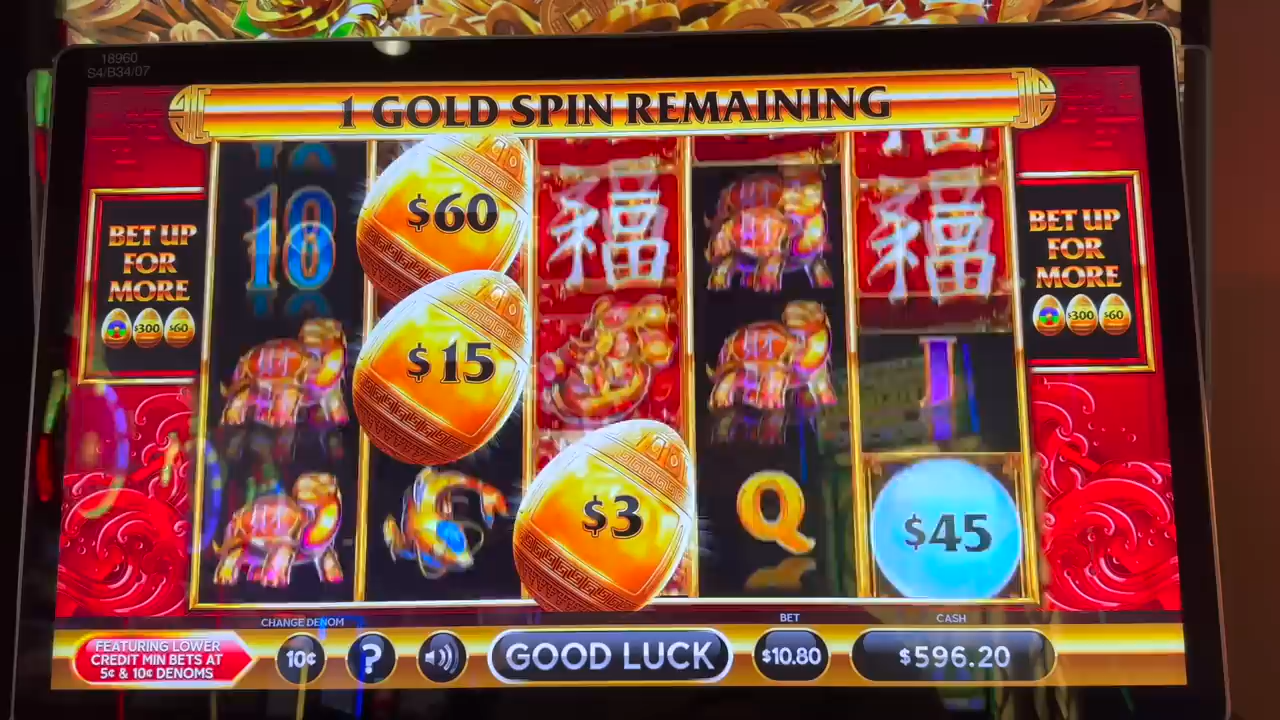 18960
S4/B34/07
1 GOLD SPIN REMAINING
BET UP
FOR
MORE
$300 $60
10
10
$60
福
福
$15
$3
Q
$45
BET UP
FOR
MORE
$300 $60
CHANGE DENOM
BET
CASH
FEATURING LOWER
CREDIT MIN BETS AT
5¢ & 10¢ DENOMS
10¢
?
GOOD LUCK
$10.80
$596.20